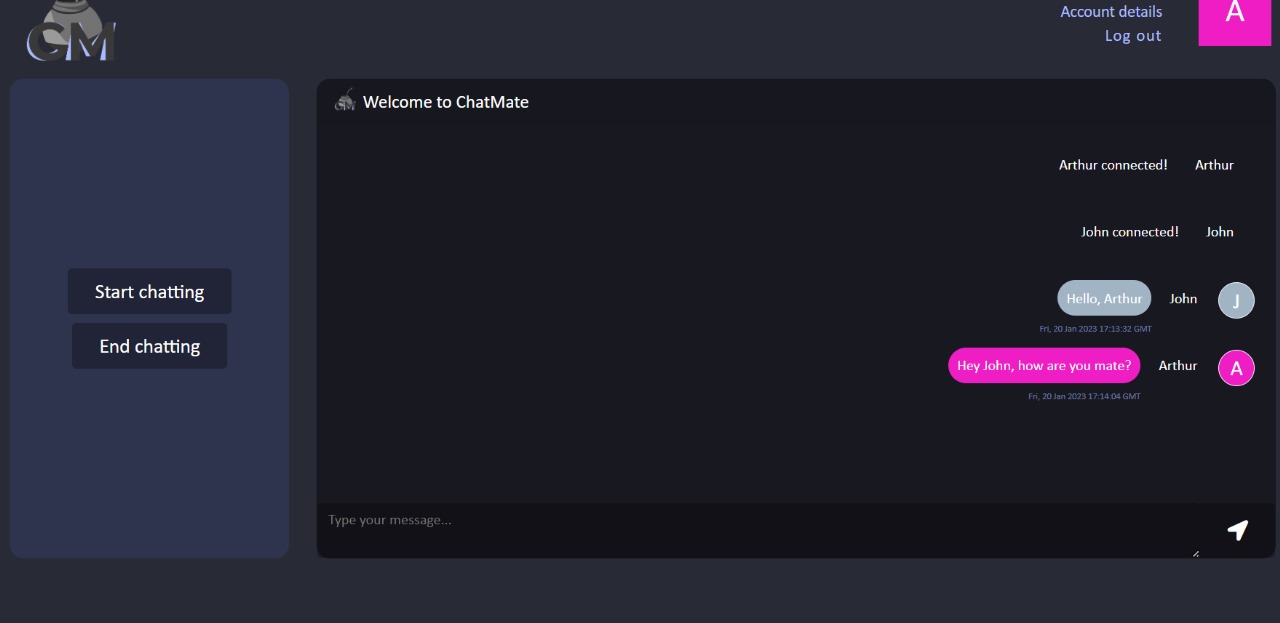 GM
Account details
Log out
A
GM Welcome to ChatMate
Arthur connected! Arthur
John connected! John
Hello, Arthur John J
Fri, 20 Jan 2023 17:13:32 GMT
Hey John, how are you mate? Arthur A
Fri, 20 Jan 2023 17:14:04 GMT
Start chatting
End chatting
Type your message...